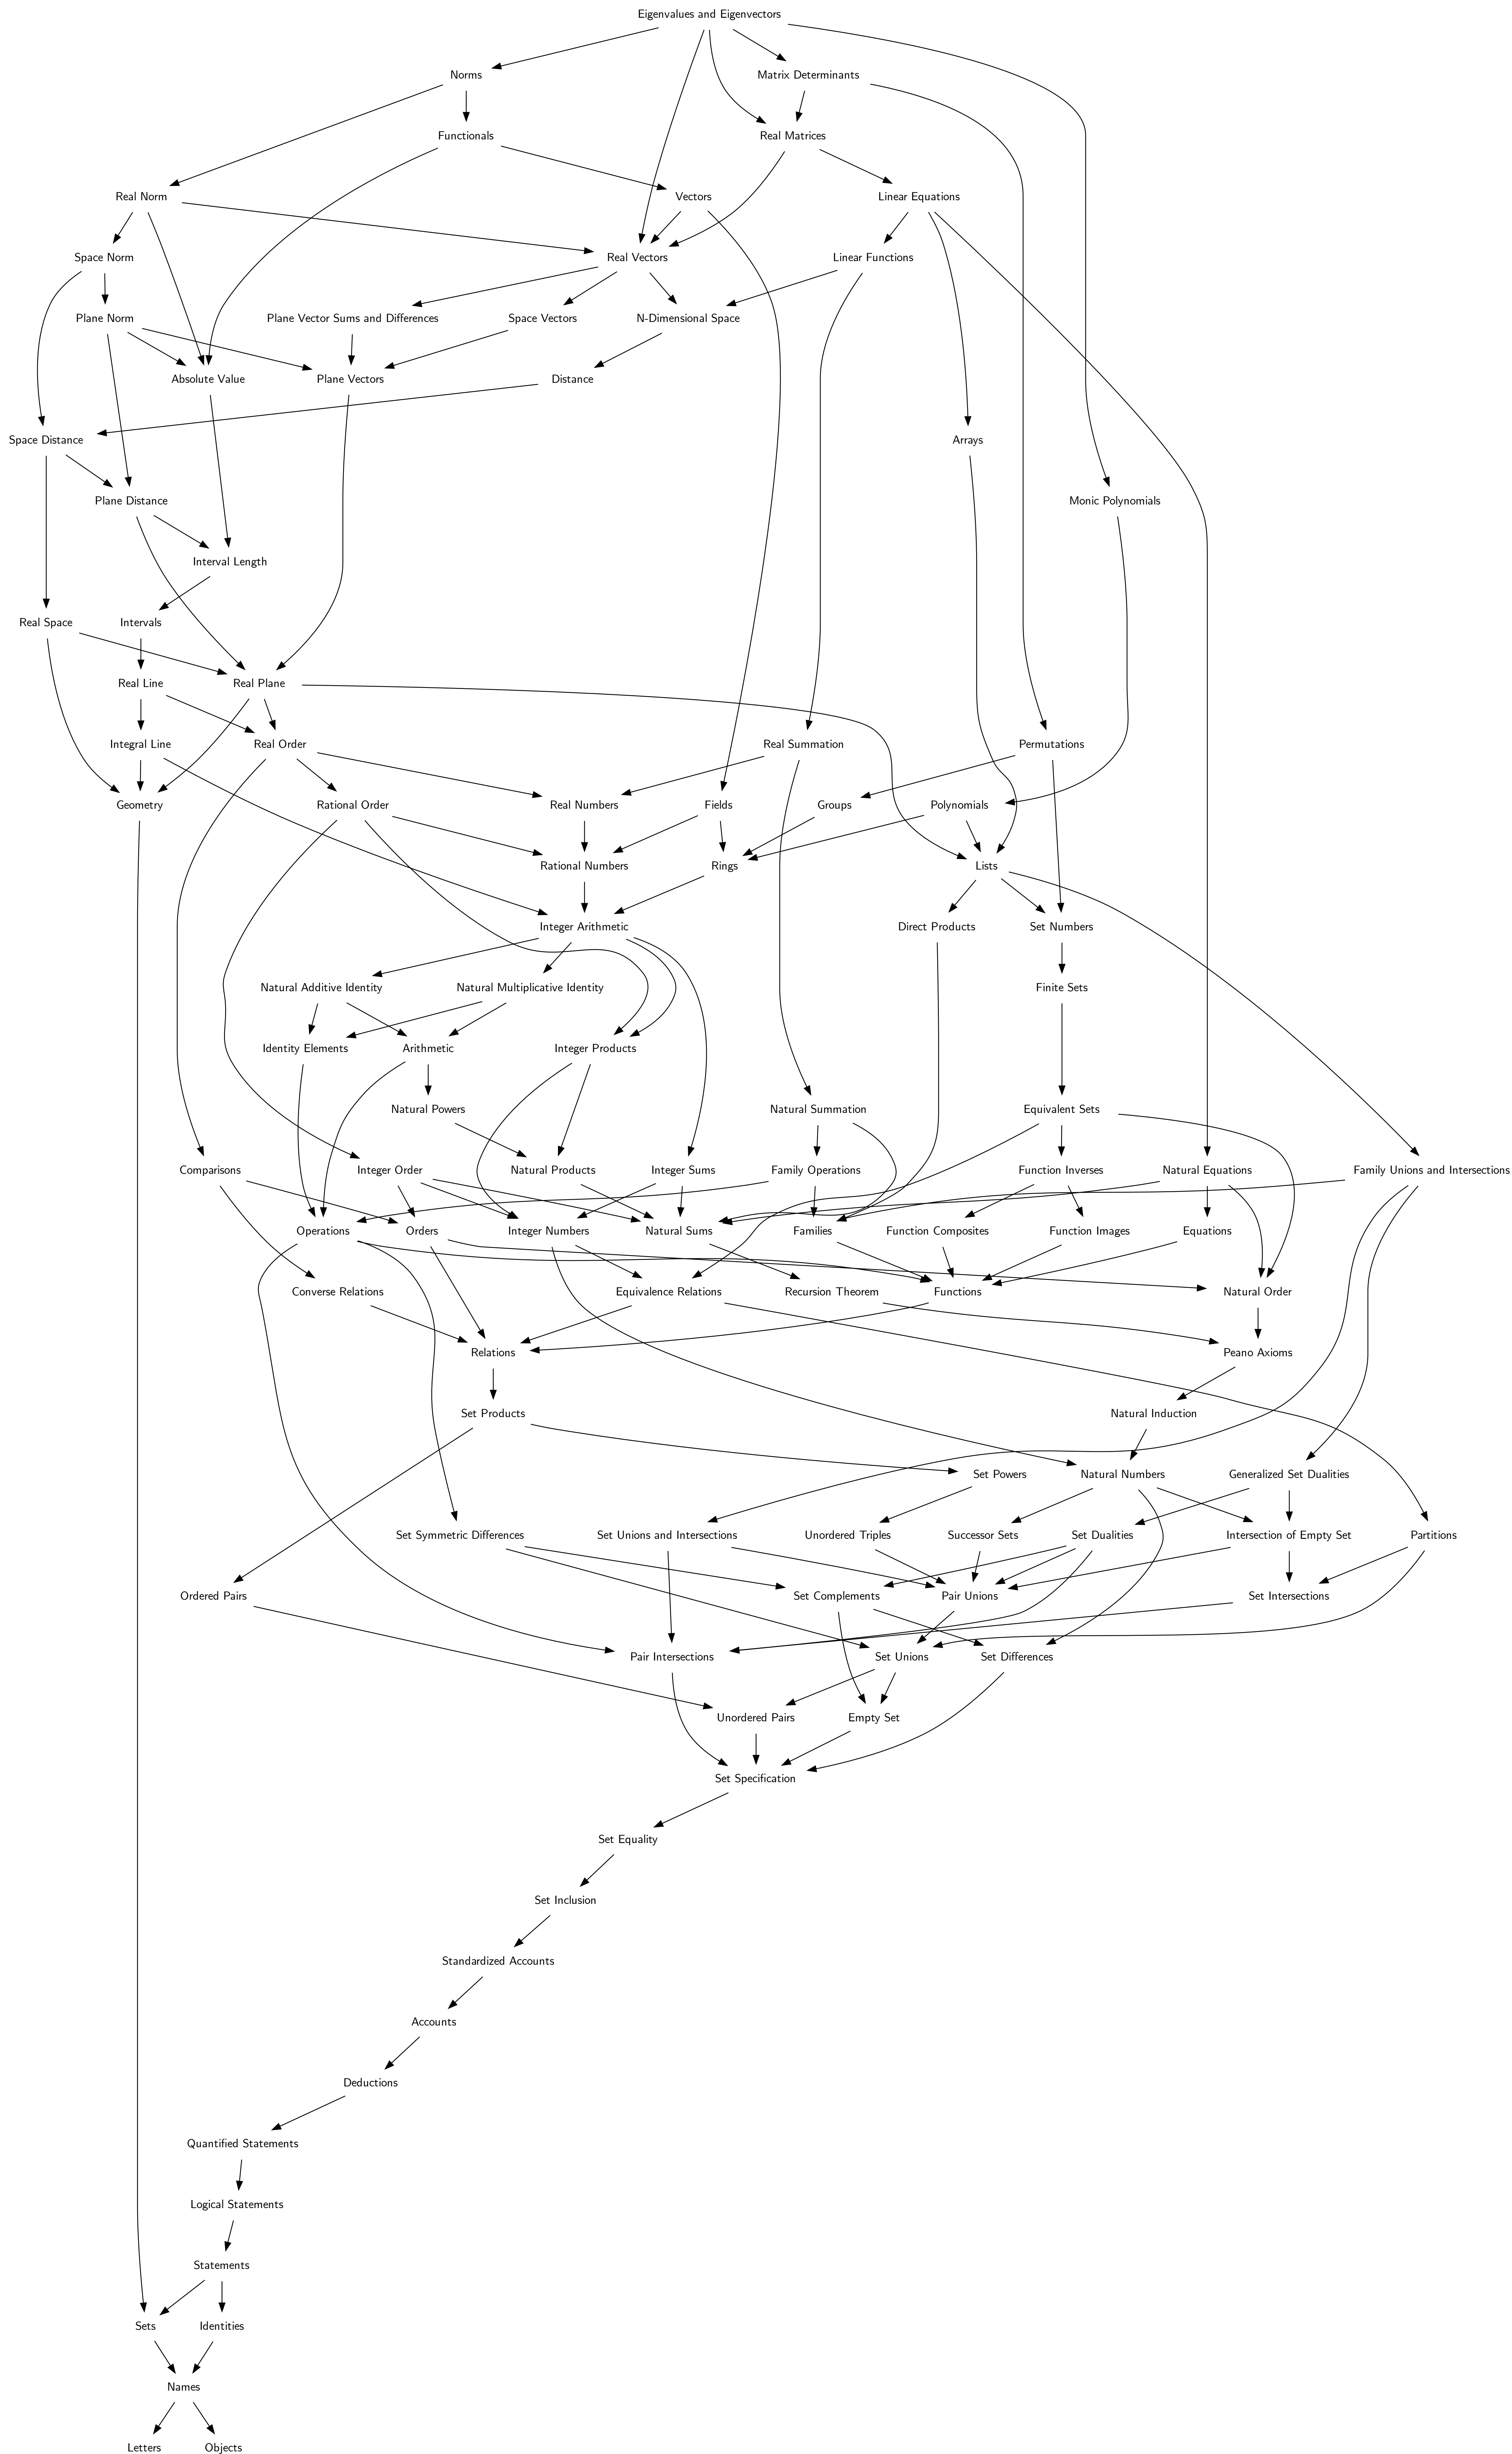 Eigenvalues and Eigenvectors
Norms
Matrix Determinants
Functionals
Real Matrices
Real Norm
Vectors
Linear Equations
Space Norm
Real Vectors
Linear Functions
Plane Norm
Plane Vector Sums and Differences
Space Vectors
N-Dimensional Space
Absolute Value
Plane Vectors
Distance
Space Distance
Arrays
Plane Distance
Monic Polynomials
Interval Length
Real Space
Intervals
Real Line
Real Plane
Integral Line
Real Order
Real Summation
Permutations
Geometry
Rational Order
Real Numbers
Fields
Groups
Polynomials
Rational Numbers
Rings
Lists
Integer Arithmetic
Direct Products
Set Numbers
Natural Additive Identity
Natural Multiplicative Identity
Finite Sets
Identity Elements
Arithmetic
Integer Products
Natural Powers
Natural Summation
Equivalent Sets
Comparisons
Integer Order
Natural Products
Integer Sums
Family Operations
Function Inverses
Natural Equations
Family Unions and Intersections
Operations
Orders
Integer Numbers
Natural Sums
Families
Function Composites
Function Images
Equations
Converse Relations
Equivalence Relations
Recursion Theorem
Functions
Natural Order
Relations
Peano Axioms
Set Products
Natural Induction
Set Powers
Natural Numbers
Generalized Set Dualities
Set Symmetric Differences
Set Unions and Intersections
Unordered Triples
Successor Sets
Set Dualities
Intersection of Empty Set
Partitions
Ordered Pairs
Set Complements
Pair Unions
Set Intersections
Pair Intersections
Set Unions
Set Differences
Unordered Pairs
Empty Set
Set Specification
Set Equality
Set Inclusion
Standardized Accounts
Accounts
Deductions
Quantified Statements
Logical Statements
Statements
Sets
Identities
Names
Letters
Objects